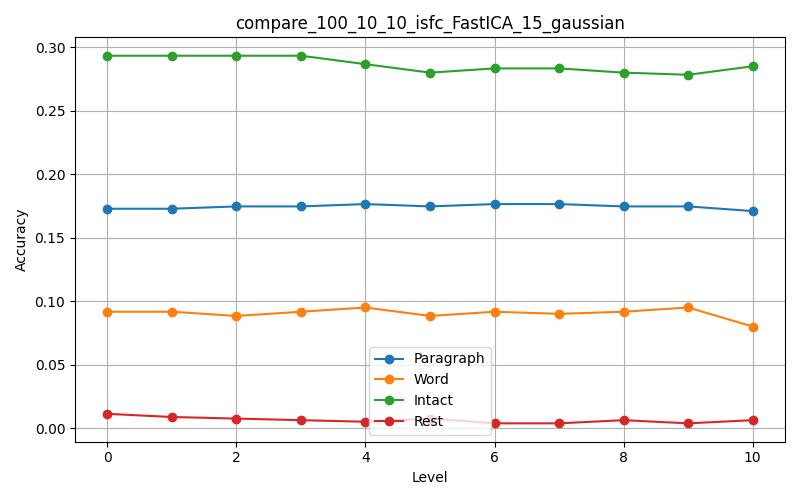 compare_100_10_10_isfc_FastICA_15_gaussian
0.30
0.25
0.20
0.15
0.10
0.05
0.00
Accuracy
Paragraph
Word
Intact
Rest
0 2 4 6 8 10
Level